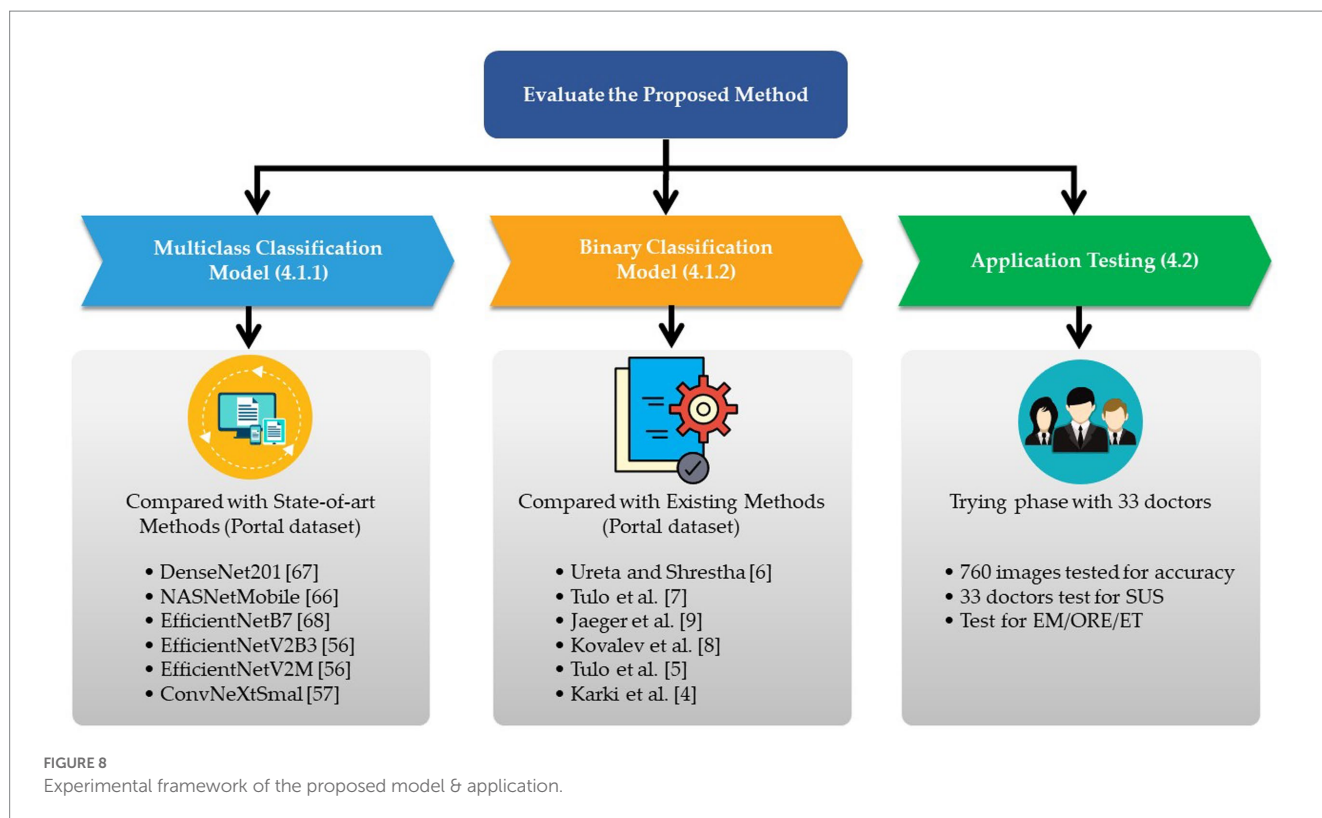 Evaluate the Proposed Method
Multiclass Classification
Model (4.1.1)
Binary Classification
Model (4.1.2)
Application Testing (4.2)
Compared with State-of-art
Methods (Portal dataset)
• DenseNet201 [67]
• NASNetMobile [66]
• EfficientNetB7 [68]
• EfficientNetV2B3 [56]
• EfficientNetV2M [56]
• ConvNeXtSmal [57]
Compared with Existing Methods
(Portal dataset)
• Ureta and Shrestha [6]
• Tulo et al. [7]
• Jaeger et al. [9]
• Kovalev et al. [8]
• Tulo et al. [5]
• Karki et al. [4]
Trying phase with 33 doctors
• 760 images tested for accuracy
• 33 doctors test for SUS
• Test for EM/ORE/ET
FIGURE 8
Experimental framework of the proposed model & application.